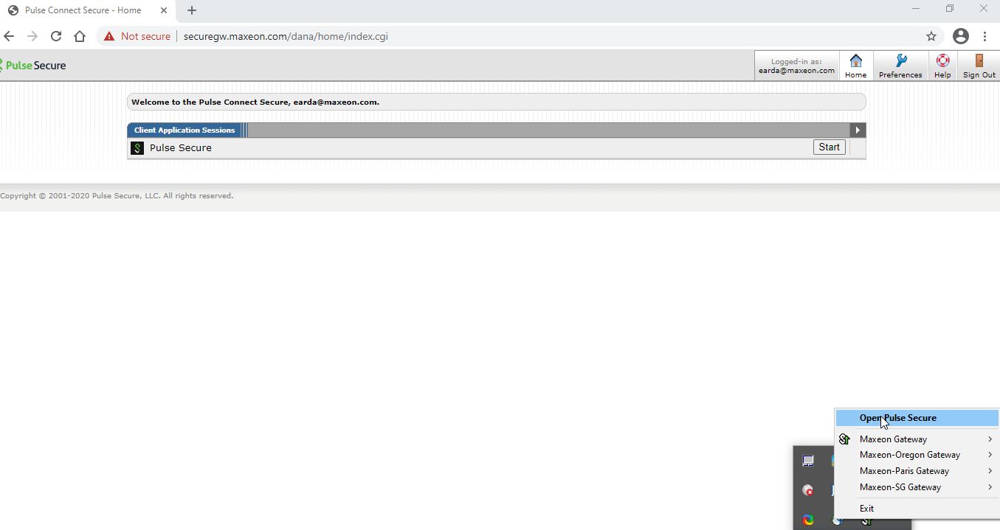 Pulse Connect Secure - Home
Not secure
securegw.maxeon.com/dana/home/index.cgi
Pulse Secure
Logged-in as:
earda@maxeon.com
Home
Preferences
Help
Sign Out
Welcome to the Pulse Connect Secure, earda@maxeon.com.
Client Application Sessions
Pulse Secure
Start
Copyright © 2001-2020 Pulse Secure, LLC. All rights reserved.
Open Pulse Secure
Maxeon Gateway
Maxeon-Oregon Gateway
Maxeon-Paris Gateway
Maxeon-SG Gateway
Exit